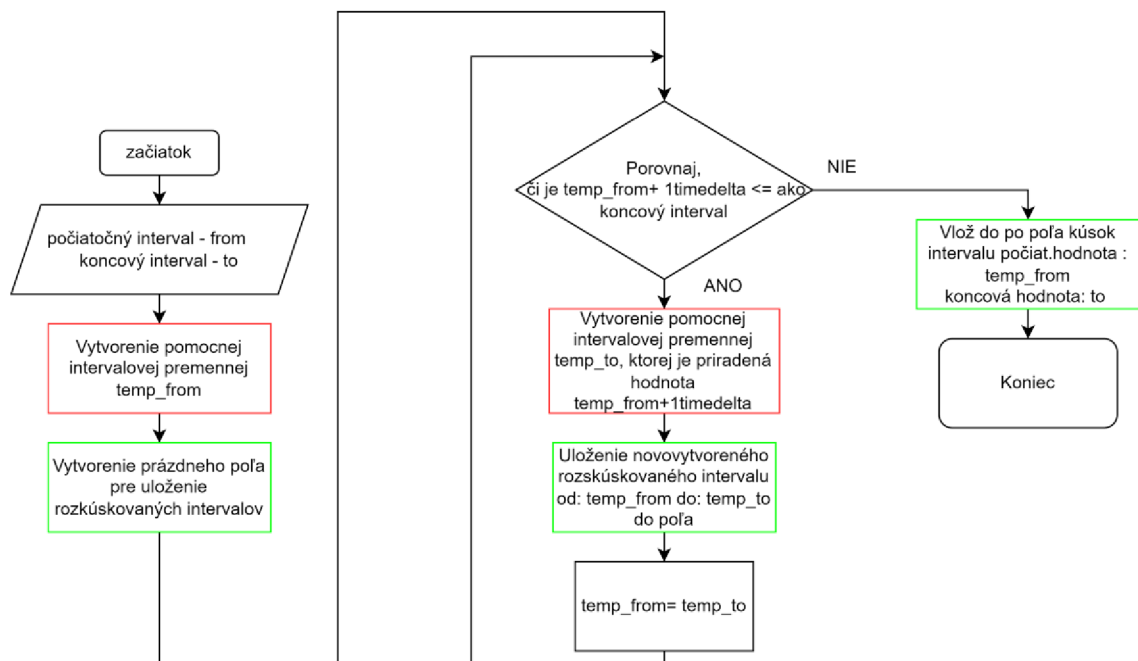 začiatok
počiatočný interval - from
koncový interval - to
Vytvorenie pomocnej
intervalovej premennej
temp_from
Vytvorenie prázdneho poľa
pre uloženie
rozkúskovaných intervalov
Porovnaj,
či je temp_from+ 1timedelta <= ako
koncový interval
NIE
ANO
Vytvorenie pomocnej
intervalovej premennej
temp_to, ktorej je priradená
hodnota
temp_from+1timedelta
Uloženie novovytvoreného
rozskúskovaného intervalu
od: temp_from do: temp_to
do poľa
temp_from= temp_to
Vlož do po poľa kúsok
intervalu počiat.hodnota :
temp_from
koncová hodnota: to
Koniec